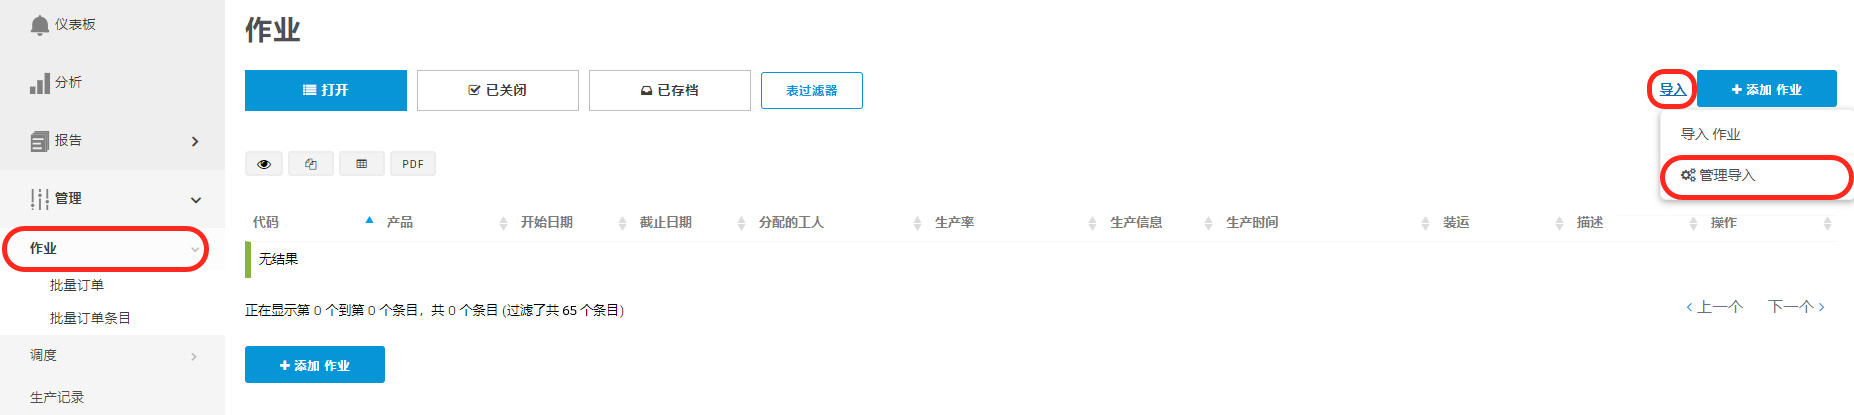 仪表板
分析
报告
管理
作业
批量订单
批量订单条目
调度
生产记录
作业
打开 已关闭 已存档 表过滤器 导入 添加 作业
导入 作业
管理导入
PDF
代码 产品 开始日期 截止日期 分配的工人 生产率 生产信息 生产时间 装运 描述 操作
无结果
正在显示第 0 个到第 0 个条目，共 0 个条目 (过滤了共 65 个条目)
上一个 下一个
添加 作业